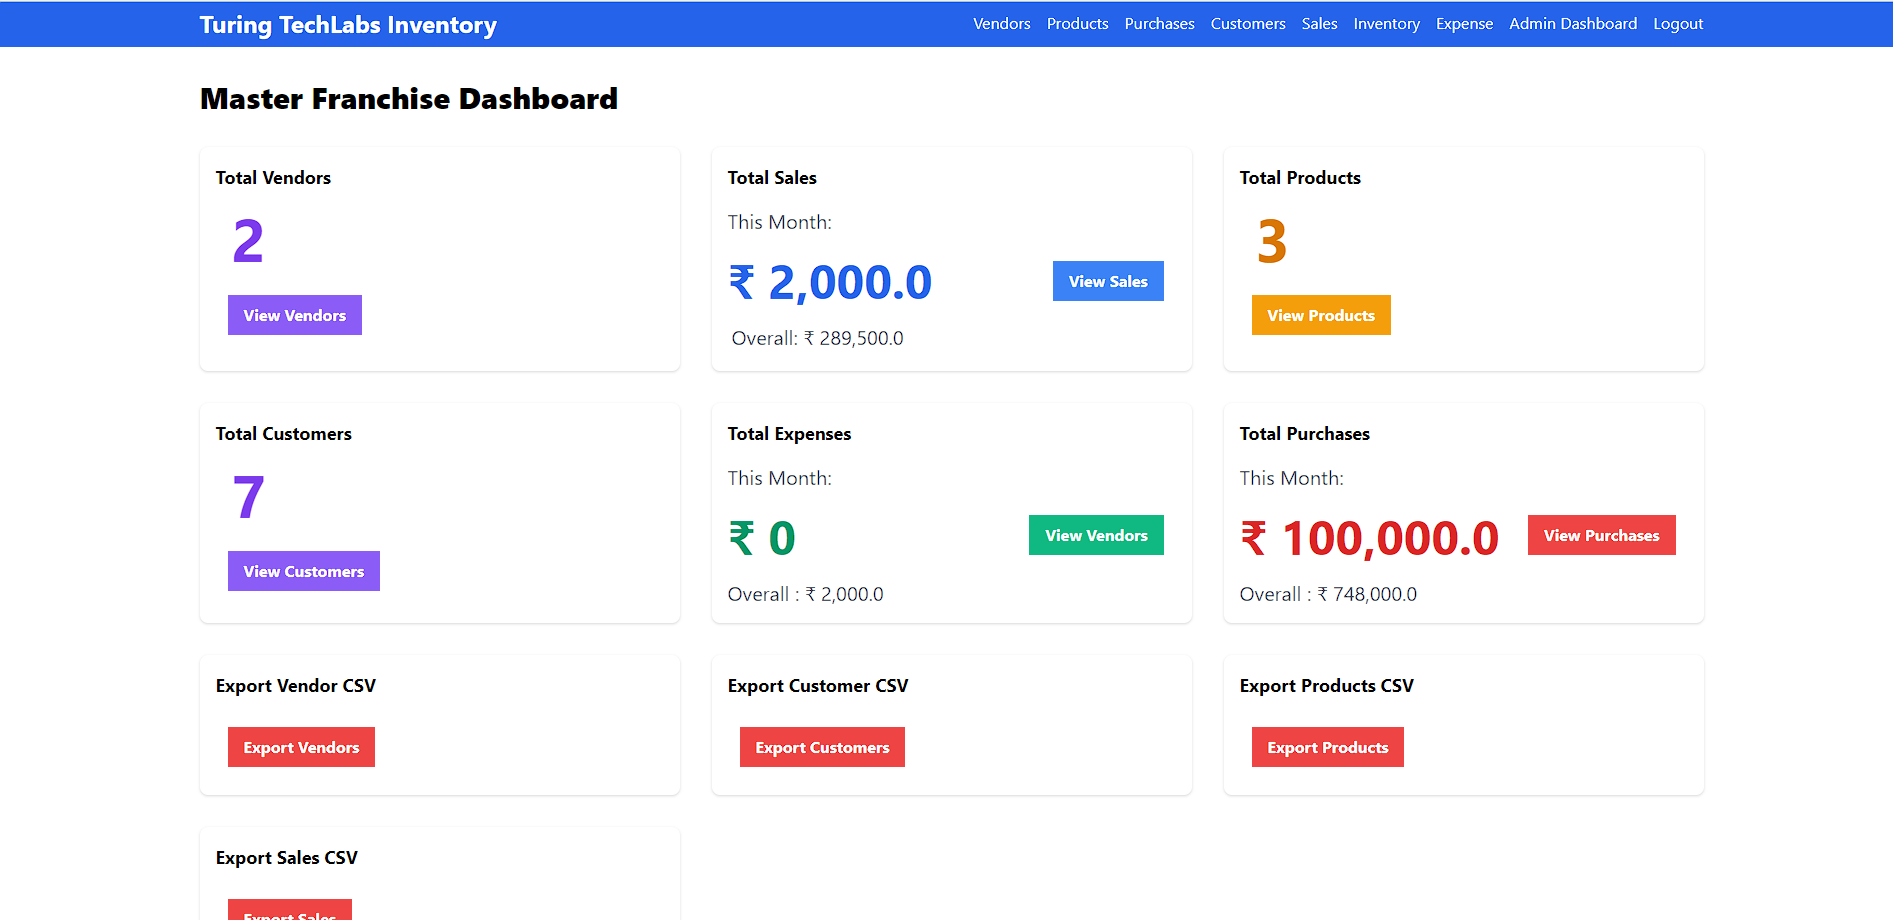 Turing TechLabs Inventory
Vendors Products Purchases Customers Sales Inventory Expense Admin Dashboard Logout
Master Franchise Dashboard
Total Vendors
2
View Vendors
Total Sales
This Month:
₹ 2,000.0
View Sales
Overall: ₹ 289,500.0
Total Products
3
View Products
Total Customers
7
View Customers
Total Expenses
This Month:
₹ 0
View Vendors
Overall : ₹ 2,000.0
Total Purchases
This Month:
₹ 100,000.0
View Purchases
Overall : ₹ 748,000.0
Export Vendor CSV
Export Vendors
Export Customer CSV
Export Customers
Export Products CSV
Export Products
Export Sales CSV
Export Sales